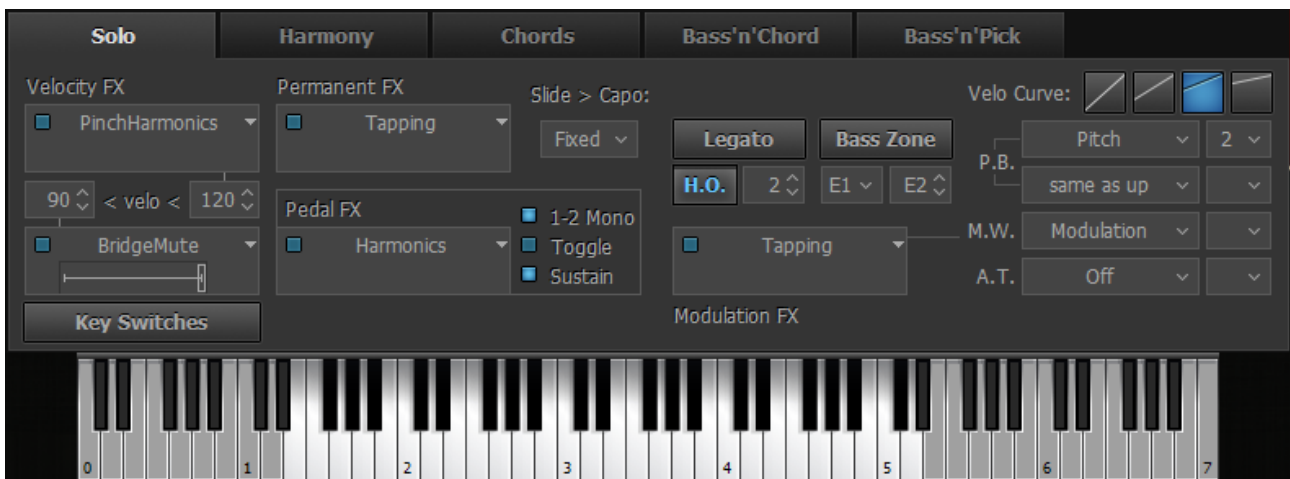 Solo Harmony Chords Bass'n'Chord Bass'n'Pick
Velocity FX Permanent FX Slide > Capo: Velo Curve:
PinchHarmonics Tapping Fixed Legato Bass Zone P.B. Pitch 2
90 < velo < 120 Pedal FX 1-2 Mono H.O. 2 E1 E2 same as up
BridgeMute Harmonics Toggle Tapping M.W. Modulation
Sustain A.T. Off
Key Switches Modulation FX
0 1 2 3 4 5 6 7